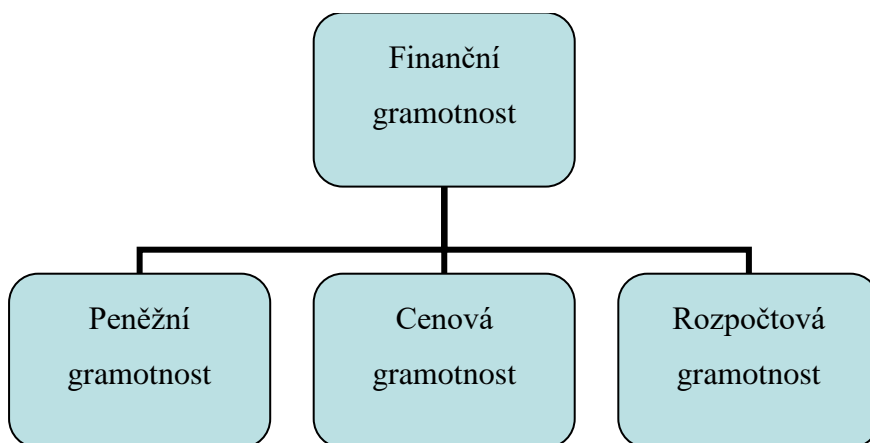 Finanční
gramotnost
Peněžní
gramotnost
Cenová
gramotnost
Rozpočtová
gramotnost